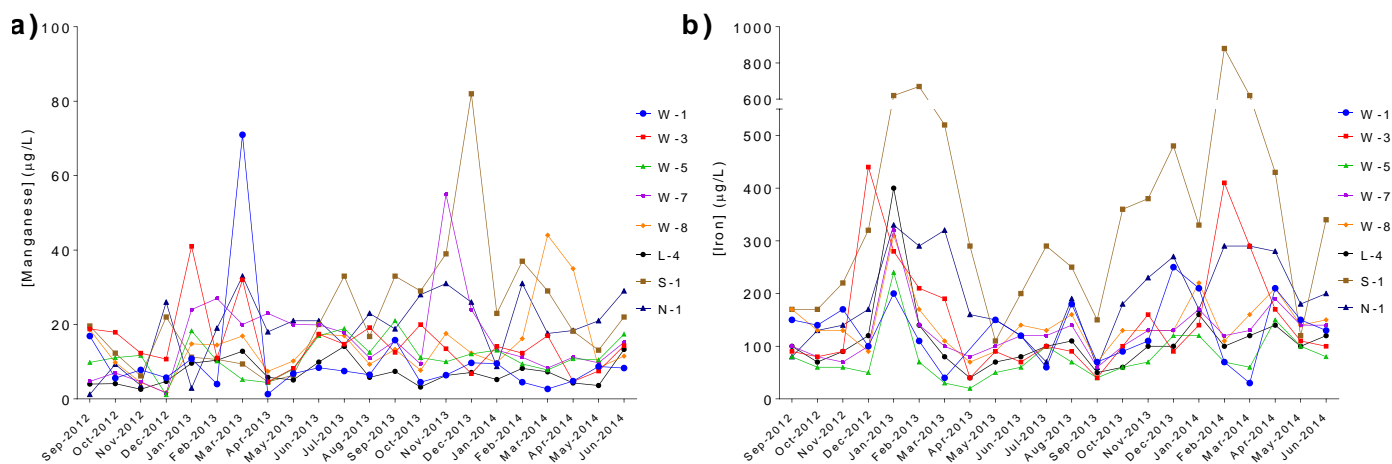 a)
[Manganese] (µg/L)
100
80
60
40
20
0
Sep-2012
Oct-2012
Nov-2012
Dec-2012
Jan-2013
Feb-2013
Mar-2013
Apr-2013
May-2013
Jun-2013
Jul-2013
Aug-2013
Sep-2013
Oct-2013
Nov-2013
Dec-2013
Jan-2014
Feb-2014
Mar-2014
Apr-2014
May-2014
Jun-2014
W-1
W-3
W-5
W-7
W-8
L-4
S-1
N-1
b)
[Iron] (µg/L)
1000
800
600
500
400
300
200
100
0
Sep-2012
Oct-2012
Nov-2012
Dec-2012
Jan-2013
Feb-2013
Mar-2013
Apr-2013
May-2013
Jun-2013
Jul-2013
Aug-2013
Sep-2013
Oct-2013
Nov-2013
Dec-2013
Jan-2014
Feb-2014
Mar-2014
Apr-2014
May-2014
Jun-2014
W-1
W-3
W-5
W-7
W-8
L-4
S-1
N-1